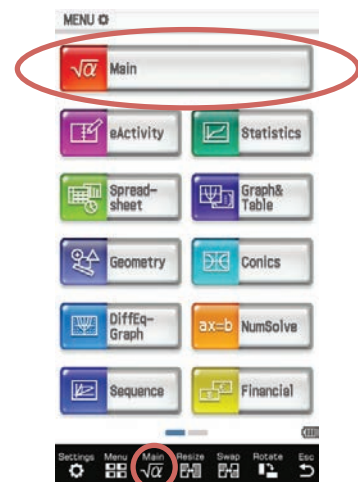 MENU
√α Main
eActivity
Statistics
Spread-
sheet
Graph&
Table
Geometry
Conics
DiffEq-
Graph
ax=b NumSolve
Sequence
Financial
Settings Menu Main Resize Swap Rotate Esc
√α